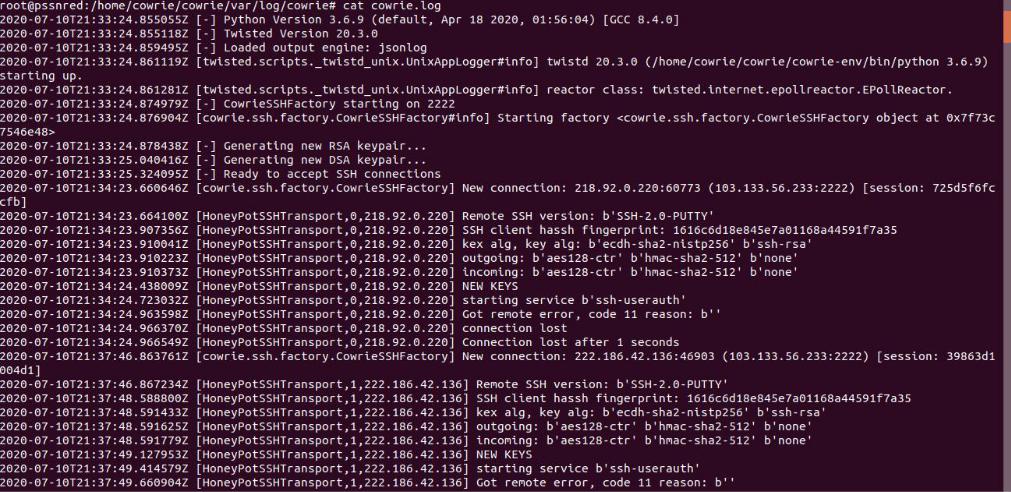 root@pssnred:/home/cowrie/cowrie/var/log/cowrie# cat cowrie.log
2020-07-10T21:33:24.855055Z [-] Python Version 3.6.9 (default, Apr 18 2020, 01:56:04) [GCC 8.4.0]
2020-07-10T21:33:24.855118Z [-] Twisted Version 20.3.0
2020-07-10T21:33:24.859495Z [-] Loaded output engine: jsonlog
2020-07-10T21:33:24.861119Z [twisted.scripts._twistd_unix.UnixAppLogger#info] twistd 20.3.0 (/home/cowrie/cowrie/cowrie-env/bin/python 3.6.9)
starting up.
2020-07-10T21:33:24.861281Z [twisted.scripts._twistd_unix.UnixAppLogger#info] reactor class: twisted.internet.epollreactor.EPollReactor.
2020-07-10T21:33:24.874979Z [-] CowrieSSHFactory starting on 2222
2020-07-10T21:33:24.876904Z [cowrie.ssh.factory.CowrieSSHFactory#info] Starting factory <cowrie.ssh.factory.CowrieSSHFactory object at 0x7f73c
7546e48>
2020-07-10T21:33:24.878438Z [-] Generating new RSA keypair...
2020-07-10T21:33:25.040416Z [-] Generating new DSA keypair...
2020-07-10T21:33:25.324095Z [-] Ready to accept SSH connections
2020-07-10T21:34:23.660646Z [cowrie.ssh.factory.CowrieSSHFactory] New connection: 218.92.0.220:60773 (103.133.56.233:2222) [session: 725d5f6fc
cfb]
2020-07-10T21:34:23.664100Z [HoneyPotSSHTransport,0,218.92.0.220] Remote SSH version: b'SSH-2.0-PUTTY'
2020-07-10T21:34:23.907356Z [HoneyPotSSHTransport,0,218.92.0.220] SSH client hassh fingerprint: 1616c6d18e845e7a01168a44591f7a35
2020-07-10T21:34:23.910041Z [HoneyPotSSHTransport,0,218.92.0.220] kex alg, key alg: b'ecdh-sha2-nistp256' b'ssh-rsa'
2020-07-10T21:34:23.910223Z [HoneyPotSSHTransport,0,218.92.0.220] outgoing: b'aes128-ctr' b'hmac-sha2-512' b'none'
2020-07-10T21:34:23.910373Z [HoneyPotSSHTransport,0,218.92.0.220] incoming: b'aes128-ctr' b'hmac-sha2-512' b'none'
2020-07-10T21:34:24.438009Z [HoneyPotSSHTransport,0,218.92.0.220] NEW KEYS
2020-07-10T21:34:24.723032Z [HoneyPotSSHTransport,0,218.92.0.220] starting service b'ssh-userauth'
2020-07-10T21:34:24.963598Z [HoneyPotSSHTransport,0,218.92.0.220] Got remote error, code 11 reason: b''
2020-07-10T21:34:24.966370Z [HoneyPotSSHTransport,0,218.92.0.220] connection lost
2020-07-10T21:34:24.966549Z [HoneyPotSSHTransport,0,218.92.0.220] Connection lost after 1 seconds
2020-07-10T21:37:46.863761Z [cowrie.ssh.factory.CowrieSSHFactory] New connection: 222.186.42.136:46903 (103.133.56.233:2222) [session: 39863d1
004d1]
2020-07-10T21:37:46.867234Z [HoneyPotSSHTransport,1,222.186.42.136] Remote SSH version: b'SSH-2.0-PUTTY'
2020-07-10T21:37:48.588800Z [HoneyPotSSHTransport,1,222.186.42.136] SSH client hassh fingerprint: 1616c6d18e845e7a01168a44591f7a35
2020-07-10T21:37:48.591433Z [HoneyPotSSHTransport,1,222.186.42.136] kex alg, key alg: b'ecdh-sha2-nistp256' b'ssh-rsa'
2020-07-10T21:37:48.591625Z [HoneyPotSSHTransport,1,222.186.42.136] outgoing: b'aes128-ctr' b'hmac-sha2-512' b'none'
2020-07-10T21:37:48.591779Z [HoneyPotSSHTransport,1,222.186.42.136] incoming: b'aes128-ctr' b'hmac-sha2-512' b'none'
2020-07-10T21:37:49.127953Z [HoneyPotSSHTransport,1,222.186.42.136] NEW KEYS
2020-07-10T21:37:49.414579Z [HoneyPotSSHTransport,1,222.186.42.136] starting service b'ssh-userauth'
2020-07-10T21:37:49.660904Z [HoneyPotSSHTransport,1,222.186.42.136] Got remote error, code 11 reason: b''